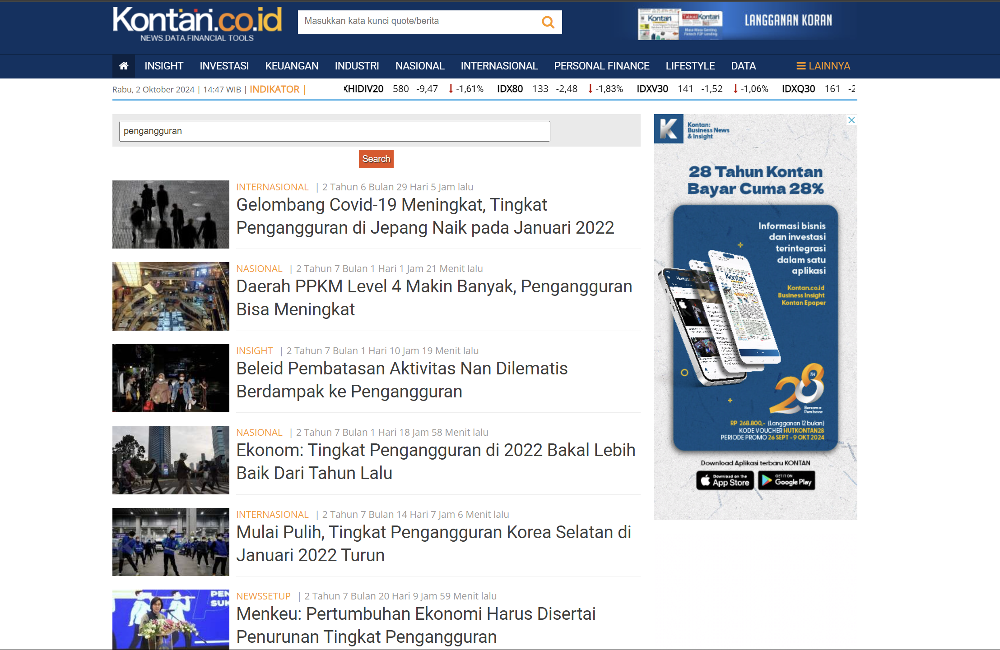 Kontan.co.id
NEWS.DATA.FINANCIAL TOOLS
Masukkan kata kunci quote/berita
Kontan
Kontan
LANGGANAN KORAN
INSIGHT INVESTASI KEUANGAN INDUSTRI NASIONAL INTERNASIONAL PERSONAL FINANCE LIFESTYLE DATA LAINNYA
Rabu, 2 Oktober 2024 | 14:47 WIB | INDIKATOR |
580 -9,47 -1,61% IDX80 133 -2,48 -1,83% IDXV30 141 -1,52 -1,06% IDXQ30 161
pengangguran
Search
INTERNASIONAL | 2 Tahun 6 Bulan 29 Hari 5 Jam lalu
Gelombang Covid-19 Meningkat, Tingkat
Pengangguran di Jepang Naik pada Januari 2022
NASIONAL | 2 Tahun 7 Bulan 1 Hari 1 Jam 21 Menit lalu
Daerah PPKM Level 4 Makin Banyak, Pengangguran
Bisa Meningkat
INSIGHT | 2 Tahun 7 Bulan 1 Hari 10 Jam 19 Menit lalu
Beleid Pembatasan Aktivitas Nan Dilematis
Berdampak ke Pengangguran
NASIONAL | 2 Tahun 7 Bulan 1 Hari 18 Jam 58 Menit lalu
Ekonom: Tingkat Pengangguran di 2022 Bakal Lebih
Baik Dari Tahun Lalu
INTERNASIONAL | 2 Tahun 7 Bulan 14 Hari 7 Jam 6 Menit lalu
Mulai Pulih, Tingkat Pengangguran Korea Selatan di
Januari 2022 Turun
NEWSSETUP | 2 Tahun 7 Bulan 20 Hari 9 Jam 59 Menit lalu
Menkeu: Pertumbuhan Ekonomi Harus Disertai
Penurunan Tingkat Pengangguran
K
Kontan:
Business News
& Insight
28 Tahun Kontan
Bayar Cuma 28%
Informasi bisnis
dan investasi
terintegrasi
dalam satu
aplikasi
Kontan.co.id
Business Insight
Kontan Epaper
Kontan
28 TH
Bersama
Pembaca
RP 268.800,- (Langganan 12 bulan)
KODE VOUCHER HUTKONTAN28
PERIODE PROMO 26 SEPT - 9 OKT 2024
Download Aplikasi terbaru KONTAN
Download on the
App Store
GET IT ON
Google Play